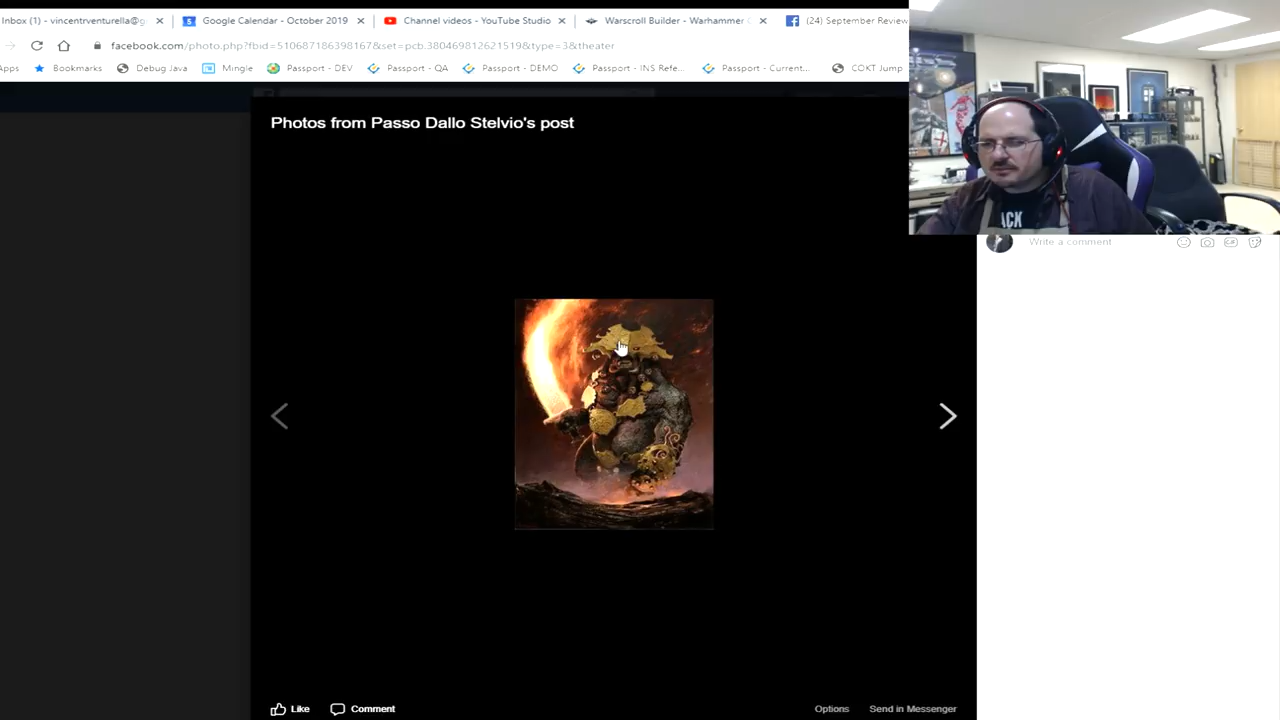 Inbox (1) - vincentrventurella@g
Google Calendar - October 2019
Channel videos - YouTube Studio
Warscroll Builder - Warhammer
(24) September Review
facebook.com/photo.php?fbid=510687186398167&set=pcb.380469812621519&type=3&theater
Apps
Bookmarks
Debug Java
Mingle
Passport - DEV
Passport - QA
Passport - DEMO
Passport - INS Refe...
Passport - Current...
COKT Jump
Photos from Passo Dallo Stelvio's post
ACK
Write a comment
Like
Comment
Options
Send in Messenger